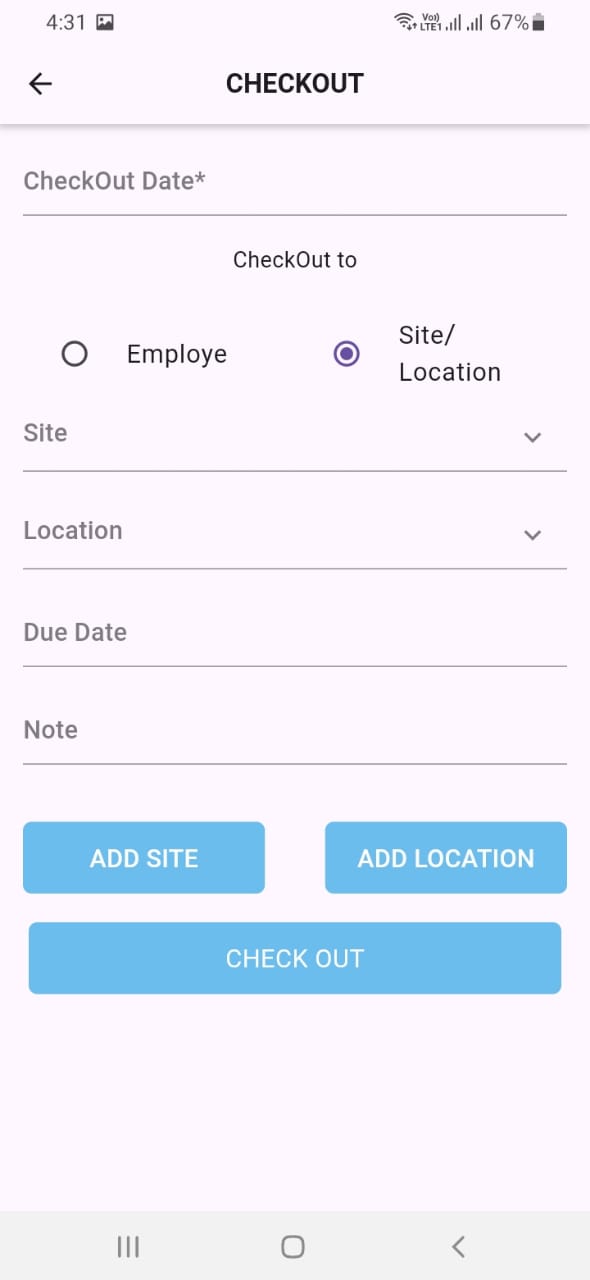 4:31
Vo))
LTE1
67%
CHECKOUT
CheckOut Date*
CheckOut to
Employe
Site/
Location
Site
Location
Due Date
Note
ADD SITE
ADD LOCATION
CHECK OUT